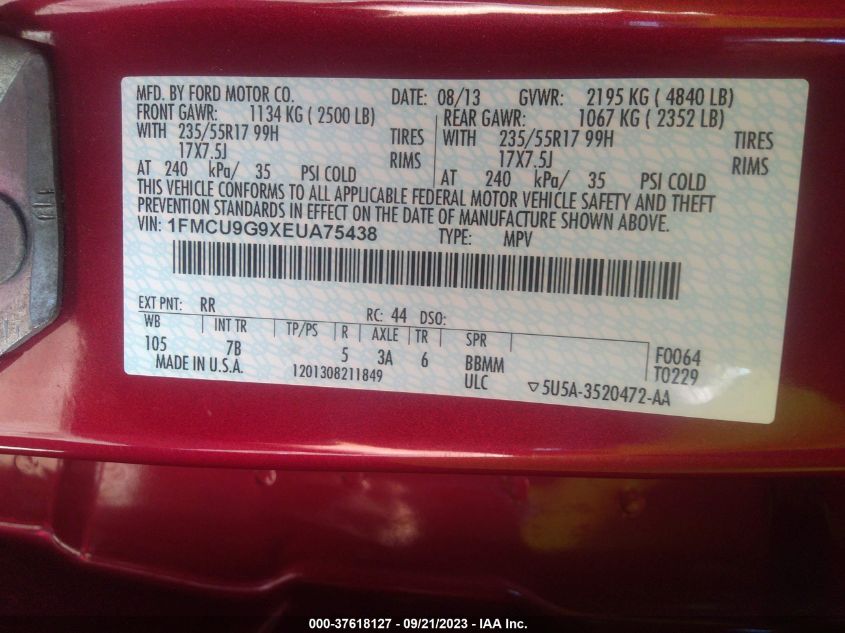 MFD. BY FORD MOTOR CO. DATE: 08/13 GVWR: 2195 KG ( 4840 LB)
FRONT GAWR: 1134 KG ( 2500 LB) REAR GAWR: 1067 KG ( 2352 LB)
WITH 235/55R17 99H TIRES WITH 235/55R17 99H TIRES
17X7.5J RIMS 17X7.5J RIMS
AT 240 kPa/ 35 PSI COLD AT 240 kPa/ 35 PSI COLD
THIS VEHICLE CONFORMS TO ALL APPLICABLE FEDERAL MOTOR VEHICLE SAFETY AND THEFT
PREVENTION STANDARDS IN EFFECT ON THE DATE OF MANUFACTURE SHOWN ABOVE.
VIN: 1FMCU9G9XEUA75438 TYPE: MPV
EXT PNT: RR RC: 44 DSO:
WB INT TR TP/PS R AXLE TR SPR
105 7B 5 3A 6 BBMM F0064
MADE IN U.S.A. 1201308211849 ULC T0229
▽5U5A-3520472-AA
000-37618127 - 09/21/2023 - IAA Inc.